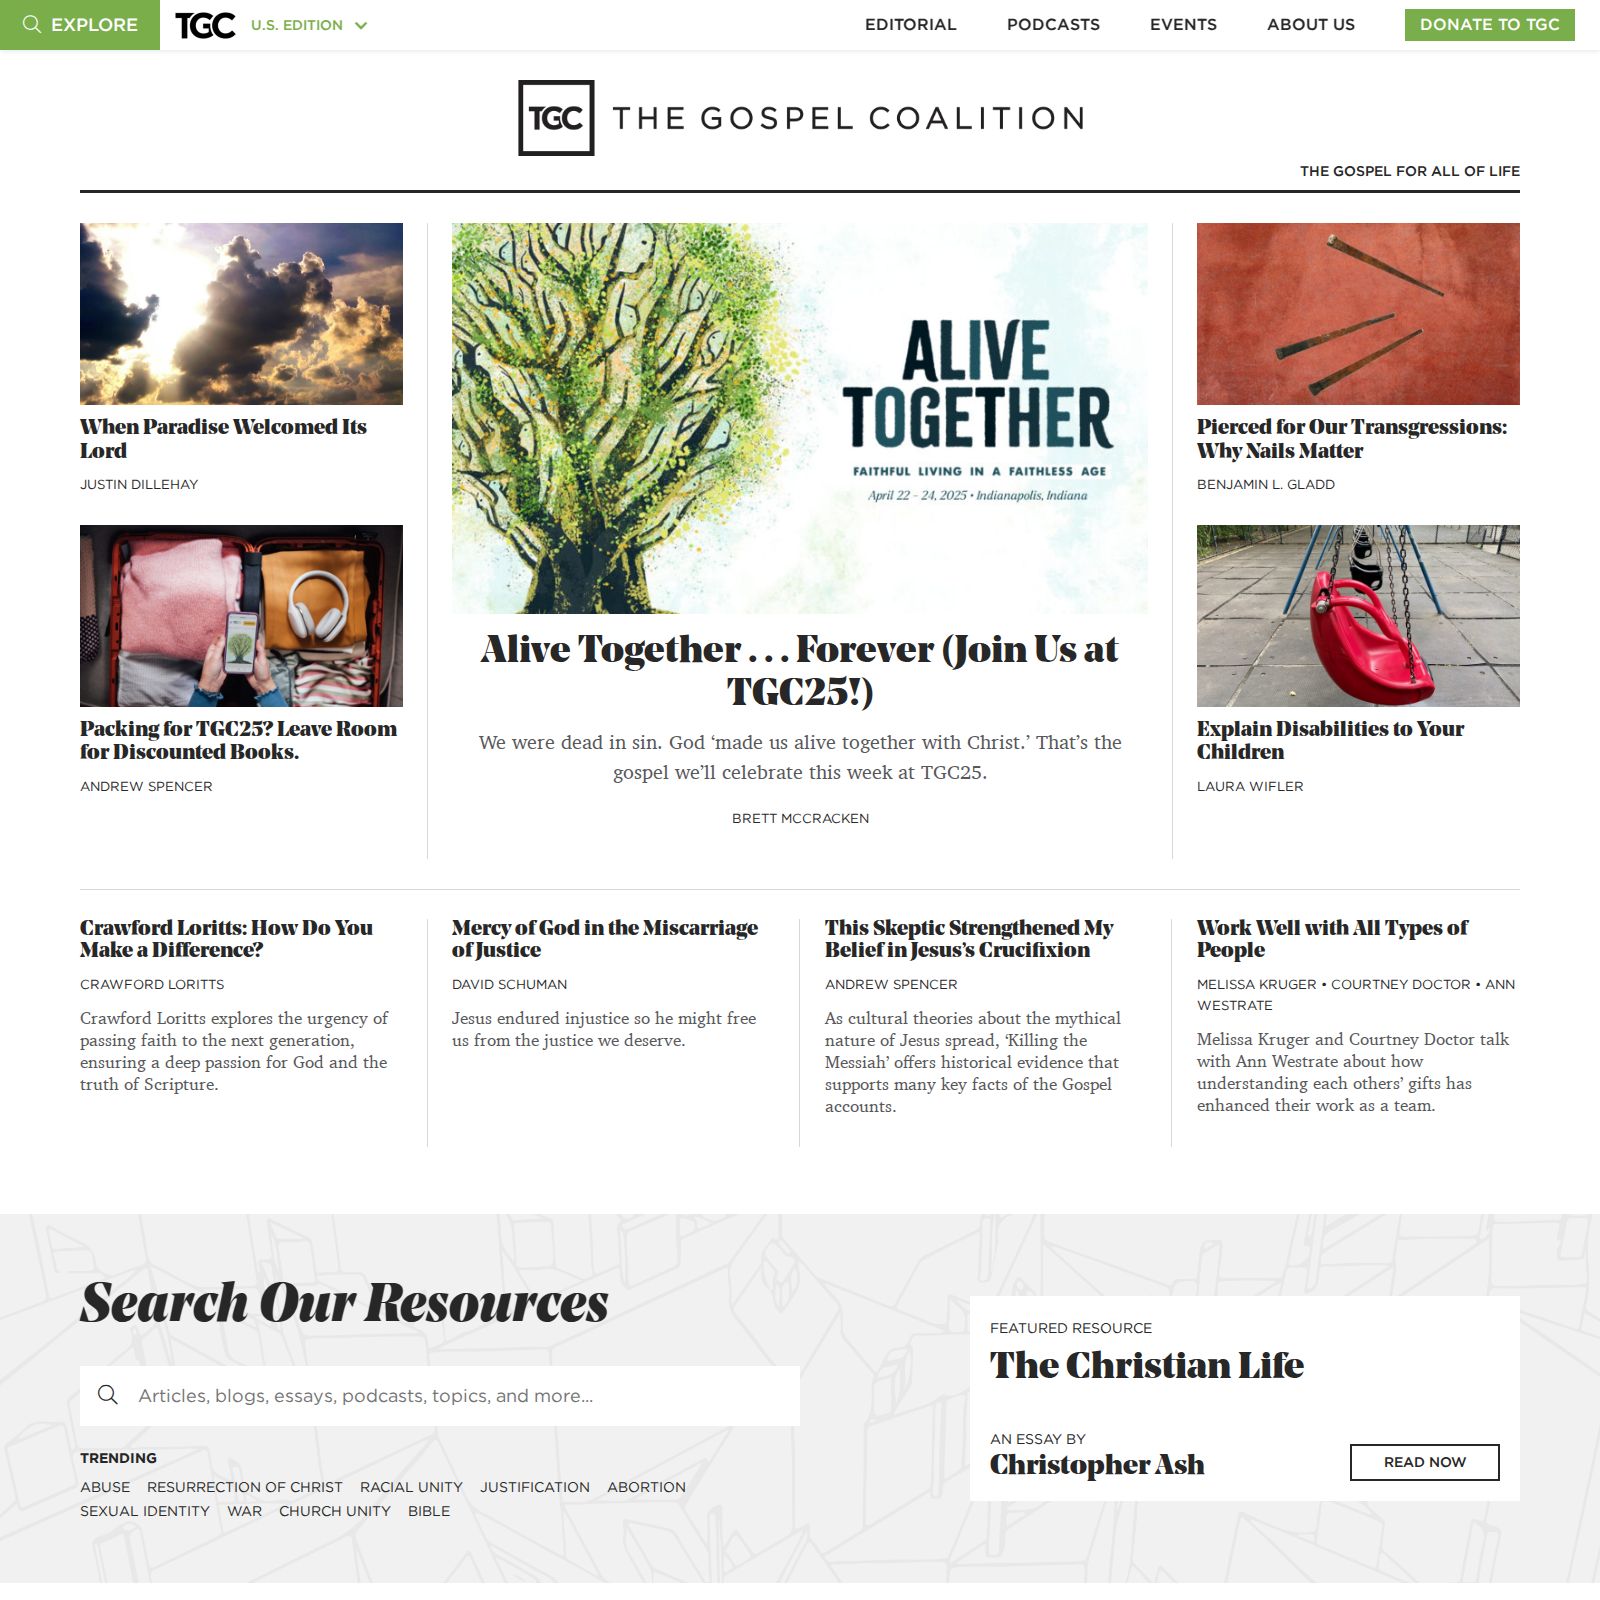 EXPLORE
TGC
U.S. EDITION
EDITORIAL
PODCASTS
EVENTS
ABOUT US
DONATE TO TGC
TGC THE GOSPEL COALITION
THE GOSPEL FOR ALL OF LIFE
When Paradise Welcomed Its
Lord
JUSTIN DILLEHAY
Packing for TGC25? Leave Room
for Discounted Books.
ANDREW SPENCER
ALIVE
TOGETHER
FAITHFUL LIVING IN A FAITHLESS AGE
April 22 – 24, 2025 • Indianapolis, Indiana
Alive Together . . . Forever (Join Us at
TGC25!)
We were dead in sin. God ‘made us alive together with Christ.’ That’s the
gospel we’ll celebrate this week at TGC25.
BRETT MCCRACKEN
Pierced for Our Transgressions:
Why Nails Matter
BENJAMIN L. GLADD
Explain Disabilities to Your
Children
LAURA WIFLER
Crawford Loritts: How Do You
Make a Difference?
CRAWFORD LORITTS
Crawford Loritts explores the urgency of
passing faith to the next generation,
ensuring a deep passion for God and the
truth of Scripture.
Mercy of God in the Miscarriage
of Justice
DAVID SCHUMAN
Jesus endured injustice so he might free
us from the justice we deserve.
This Skeptic Strengthened My
Belief in Jesus’s Crucifixion
ANDREW SPENCER
As cultural theories about the mythical
nature of Jesus spread, ‘Killing the
Messiah’ offers historical evidence that
supports many key facts of the Gospel
accounts.
Work Well with All Types of
People
MELISSA KRUGER • COURTNEY DOCTOR • ANN
WESTRATE
Melissa Kruger and Courtney Doctor talk
with Ann Westrate about how
understanding each others’ gifts has
enhanced their work as a team.
Search Our Resources
Articles, blogs, essays, podcasts, topics, and more...
TRENDING
ABUSE RESURRECTION OF CHRIST RACIAL UNITY JUSTIFICATION ABORTION
SEXUAL IDENTITY WAR CHURCH UNITY BIBLE
FEATURED RESOURCE
The Christian Life
AN ESSAY BY
Christopher Ash
READ NOW